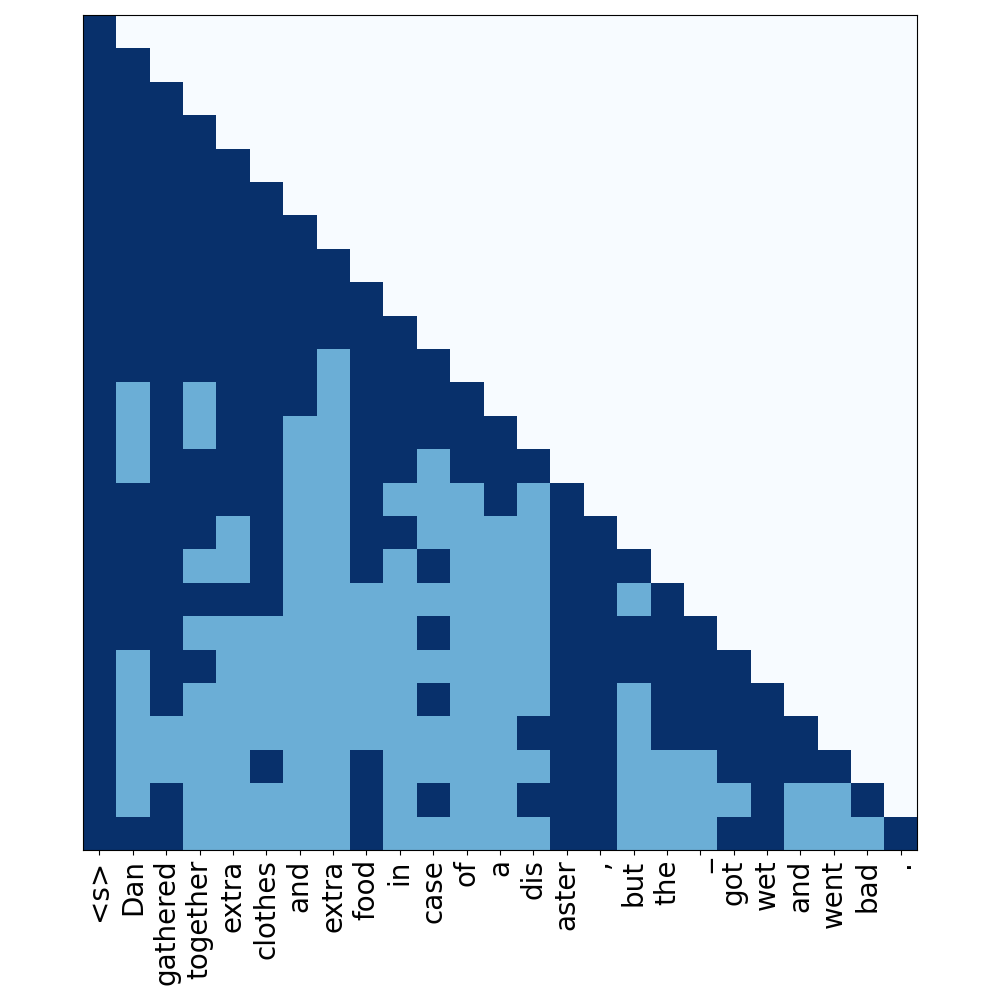 <s>
Dan
gathered
together
extra
clothes
and
extra
food
in
case
of
a
dis
aster
,
but
the
_
got
wet
and
went
bad
.